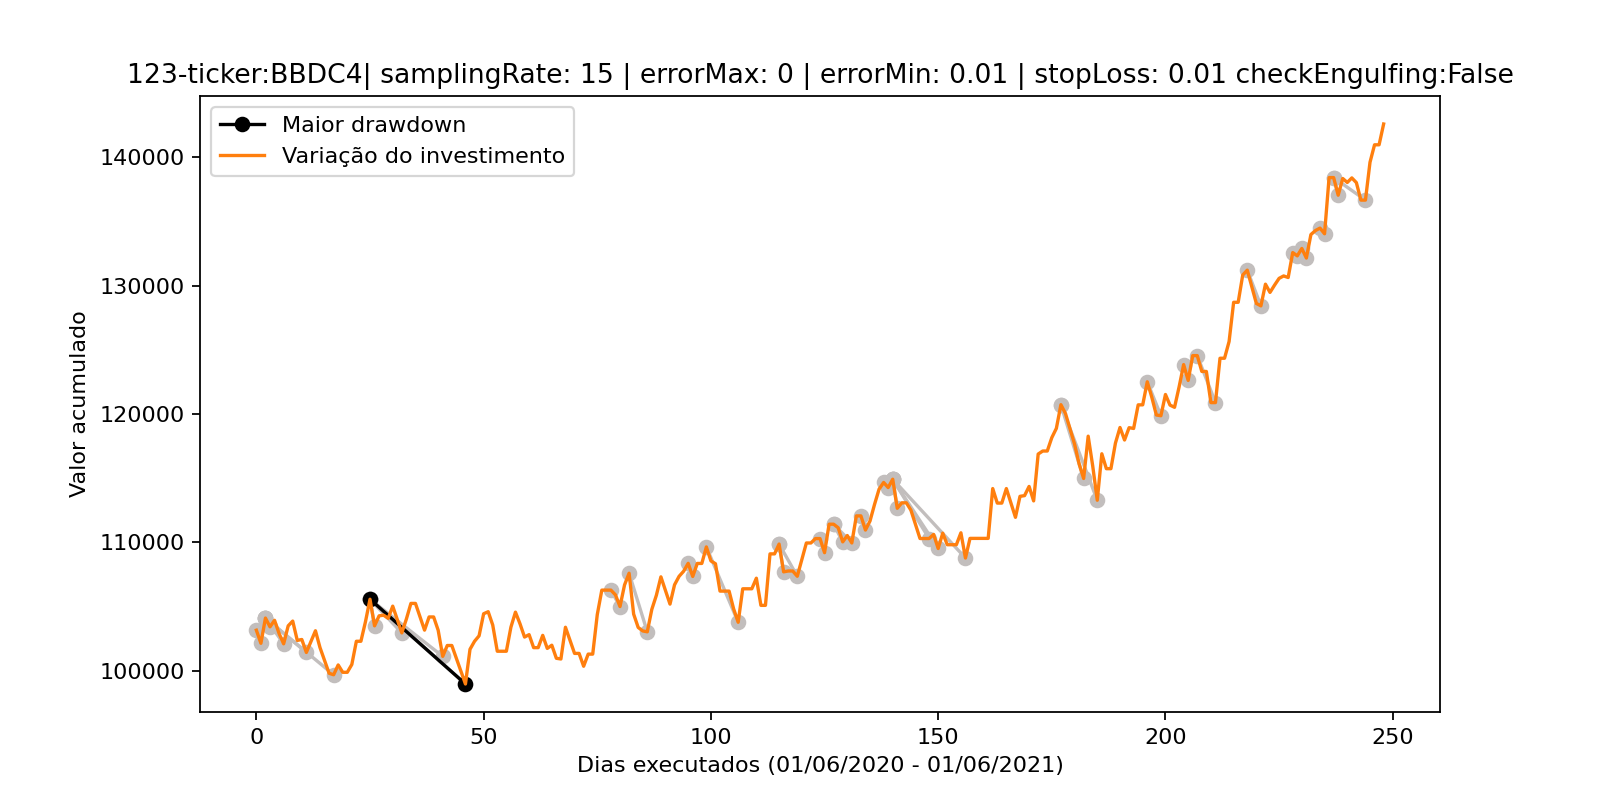 123-ticker:BBDC4| samplingRate: 15 | errorMax: 0 | errorMin: 0.01 | stopLoss: 0.01 checkEngulfing:False
Maior drawdown
Variação do investimento
140000
130000
120000
110000
100000
Valor acumulado
0 50 100 150 200 250
Dias executados (01/06/2020 - 01/06/2021)